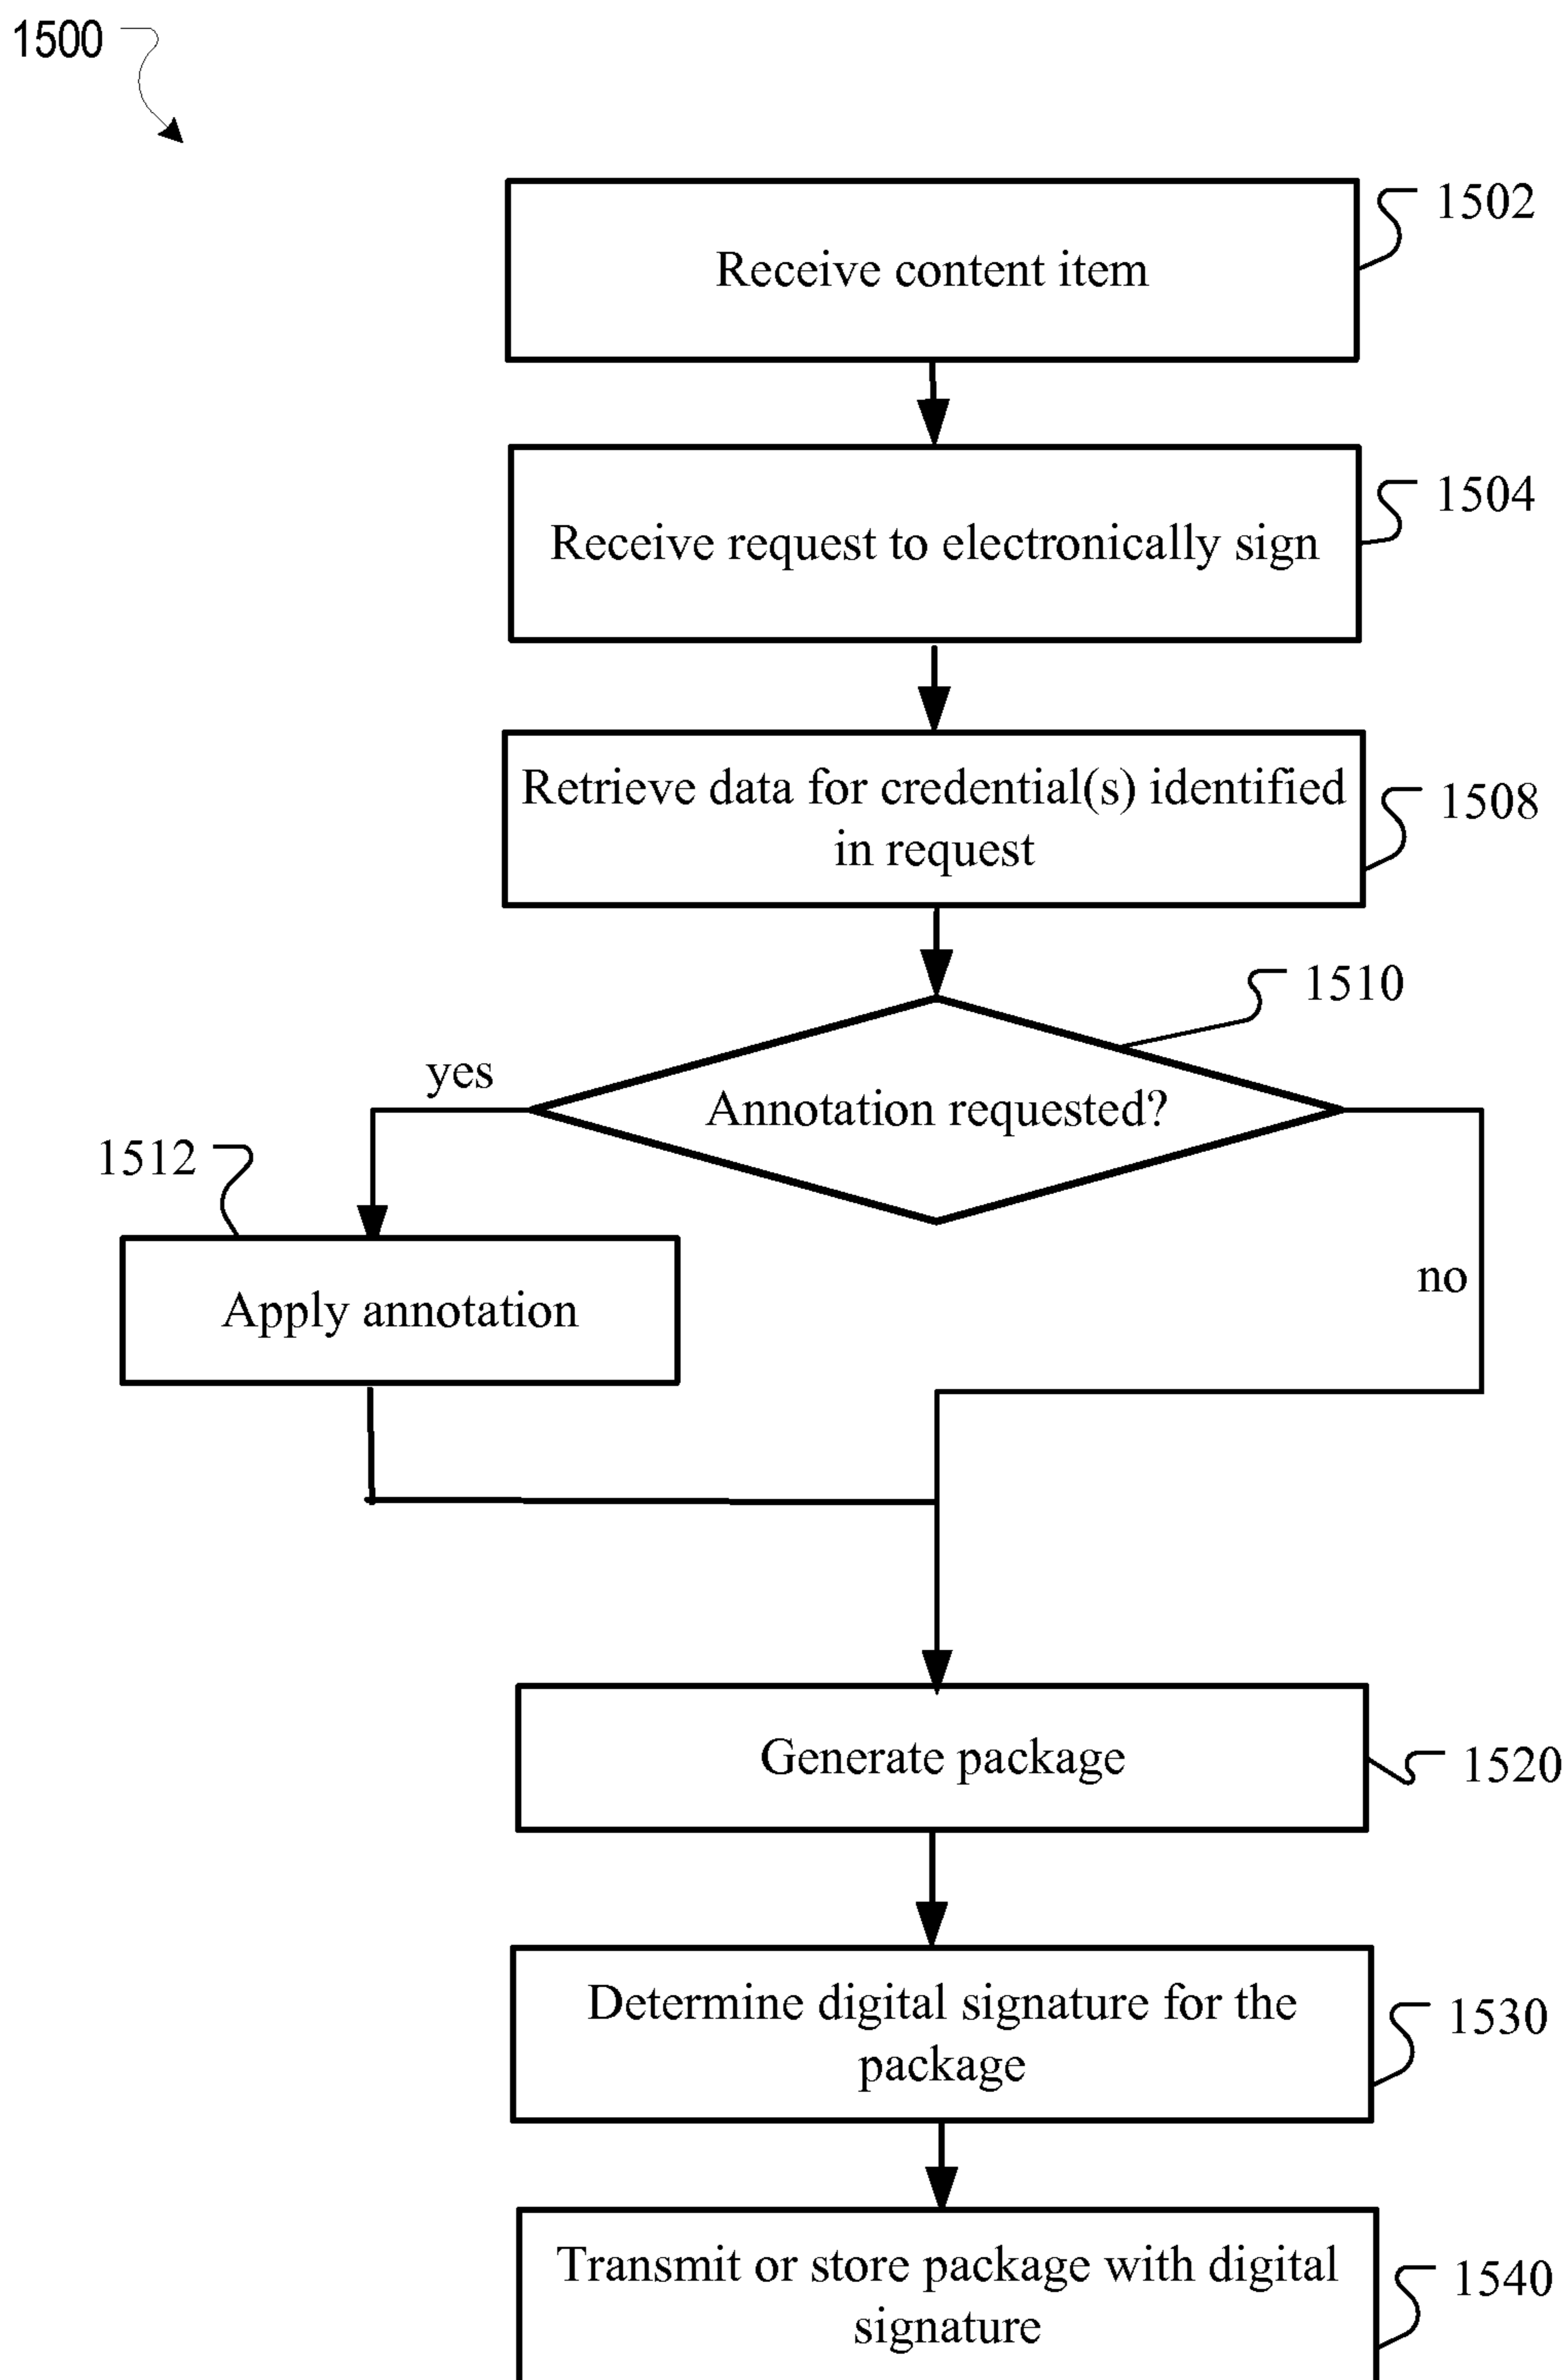 1500
1502
Receive content item
1504
Receive request to electronically sign
Retrieve data for credential(s) identified
in request
1508
1510
yes
Annotation requested?
1512
no
Apply annotation
Generate package
1520
Determine digital signature for the
package
1530
Transmit or store package with digital
signature
1540